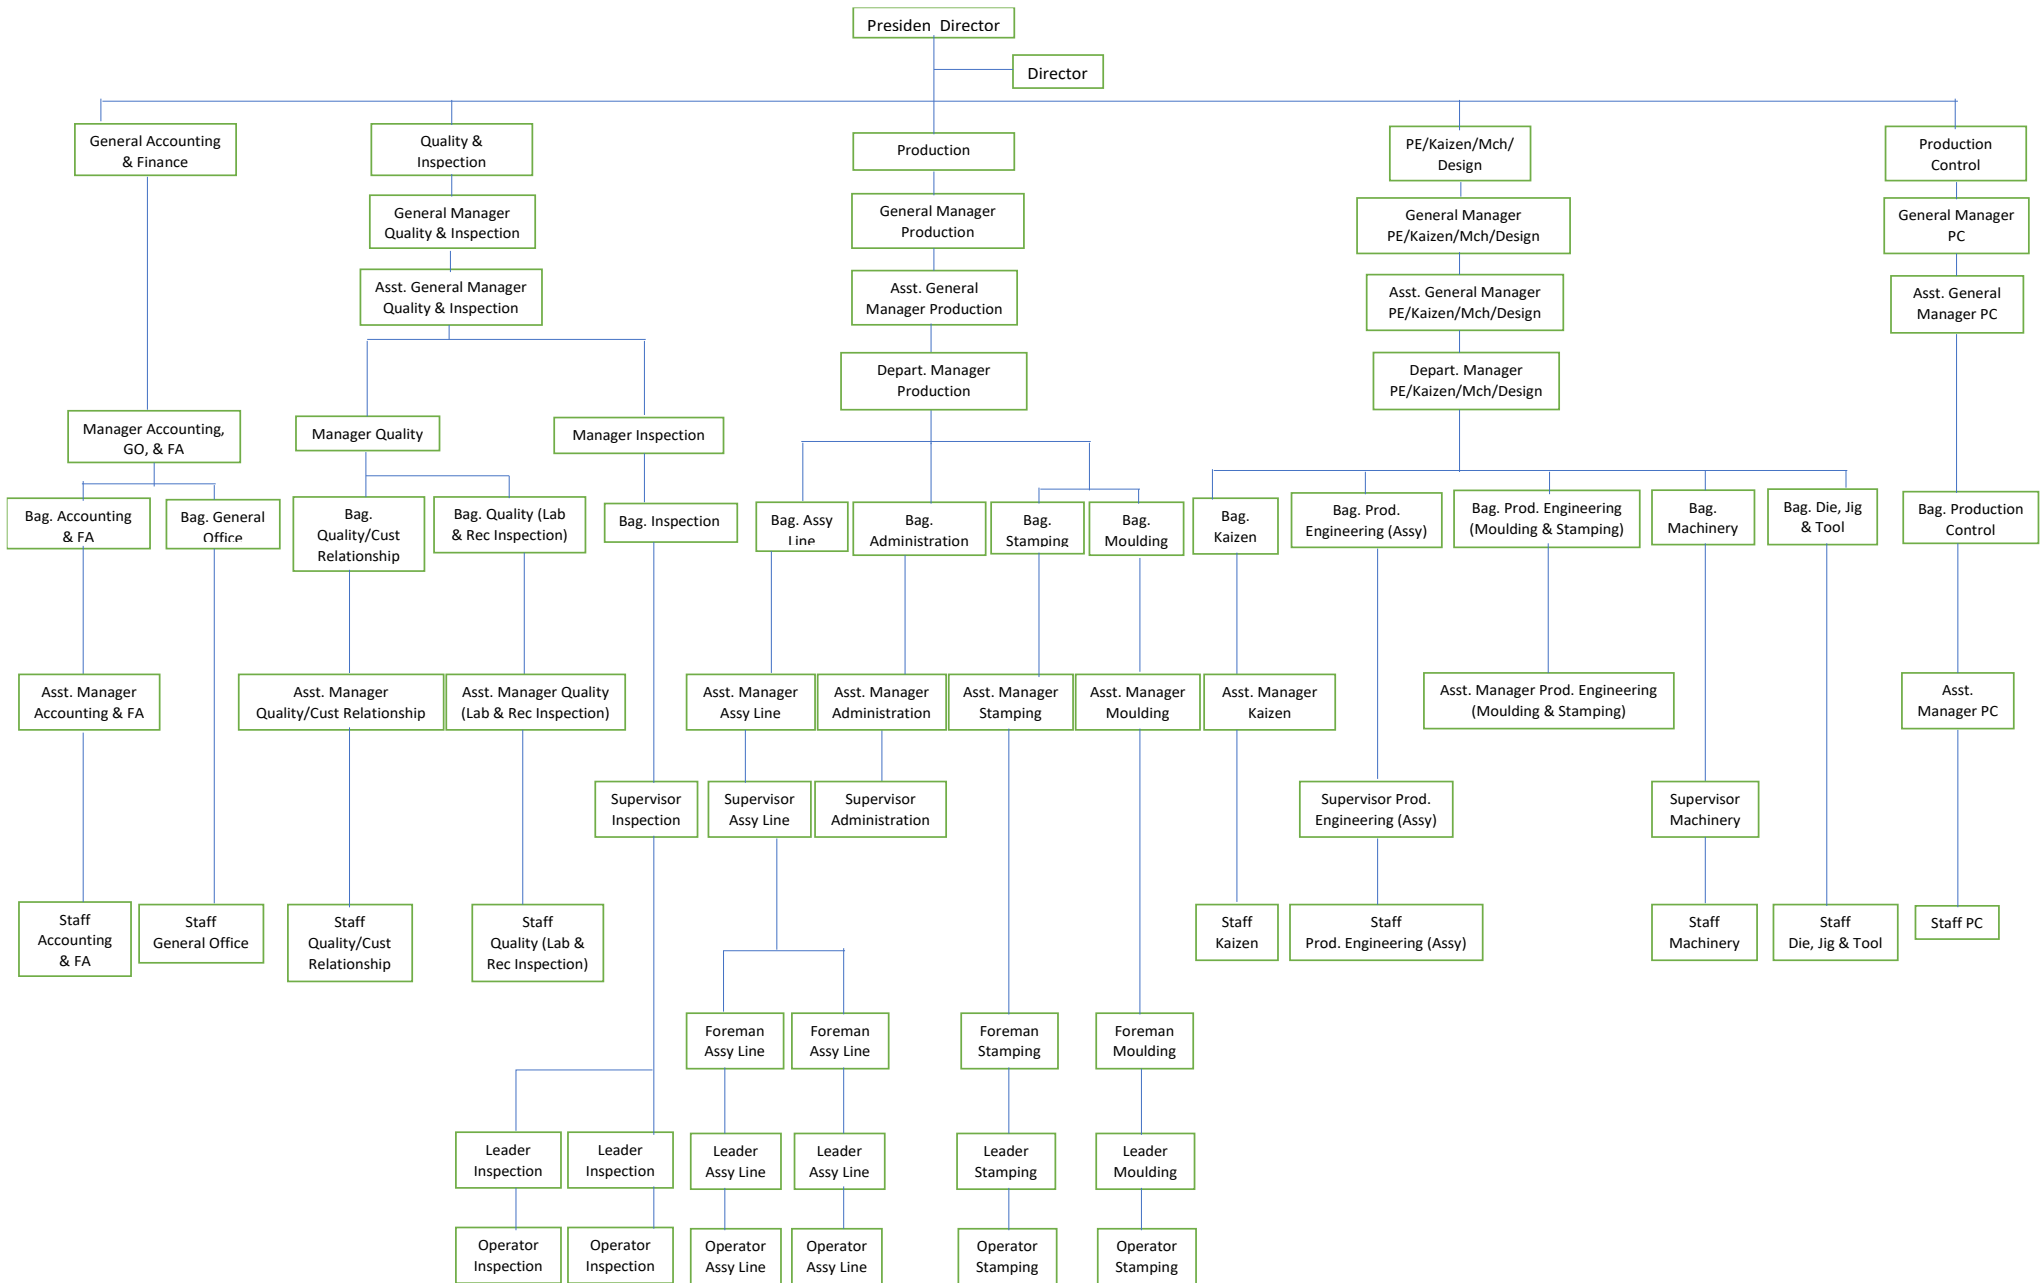 Presiden  Director
Director
General Accounting
& Finance
Quality &
Inspection
Production
PE/Kaizen/Mch/
Design
Production
Control
General Manager
Quality & Inspection
General Manager
Production
General Manager
PE/Kaizen/Mch/Design
General Manager
PC
Asst. General Manager
Quality & Inspection
Asst. General
Manager Production
Asst. General Manager
PE/Kaizen/Mch/Design
Asst. General
Manager PC
Depart. Manager
Production
Depart. Manager
PE/Kaizen/Mch/Design
Manager Accounting,
GO, & FA
Manager Quality
Manager Inspection
Bag. Accounting
& FA
Bag. General
Office
Bag.
Quality/Cust
Relationship
Bag. Quality (Lab
& Rec Inspection)
Bag. Inspection
Bag. Assy
Line
Bag.
Administration
Bag.
Stamping
Bag.
Moulding
Bag.
Kaizen
Bag. Prod.
Engineering (Assy)
Bag. Prod. Engineering
(Moulding & Stamping)
Bag.
Machinery
Bag. Die, Jig
& Tool
Bag. Production
Control
Asst. Manager
Accounting & FA
Asst. Manager
Quality/Cust Relationship
Asst. Manager Quality
(Lab & Rec Inspection)
Asst. Manager
Assy Line
Asst. Manager
Administration
Asst. Manager
Stamping
Asst. Manager
Moulding
Asst. Manager
Kaizen
Asst. Manager Prod. Engineering
(Moulding & Stamping)
Asst.
Manager PC
Supervisor
Inspection
Supervisor
Assy Line
Supervisor
Administration
Supervisor Prod.
Engineering (Assy)
Supervisor
Machinery
Staff
Accounting
& FA
Staff
General Office
Staff
Quality/Cust
Relationship
Staff
Quality (Lab &
Rec Inspection)
Staff
Kaizen
Staff
Prod. Engineering (Assy)
Staff
Machinery
Staff
Die, Jig & Tool
Staff PC
Foreman
Assy Line
Foreman
Assy Line
Foreman
Stamping
Foreman
Moulding
Leader
Inspection
Leader
Inspection
Leader
Assy Line
Leader
Assy Line
Leader
Stamping
Leader
Moulding
Operator
Inspection
Operator
Inspection
Operator
Assy Line
Operator
Assy Line
Operator
Stamping
Operator
Stamping